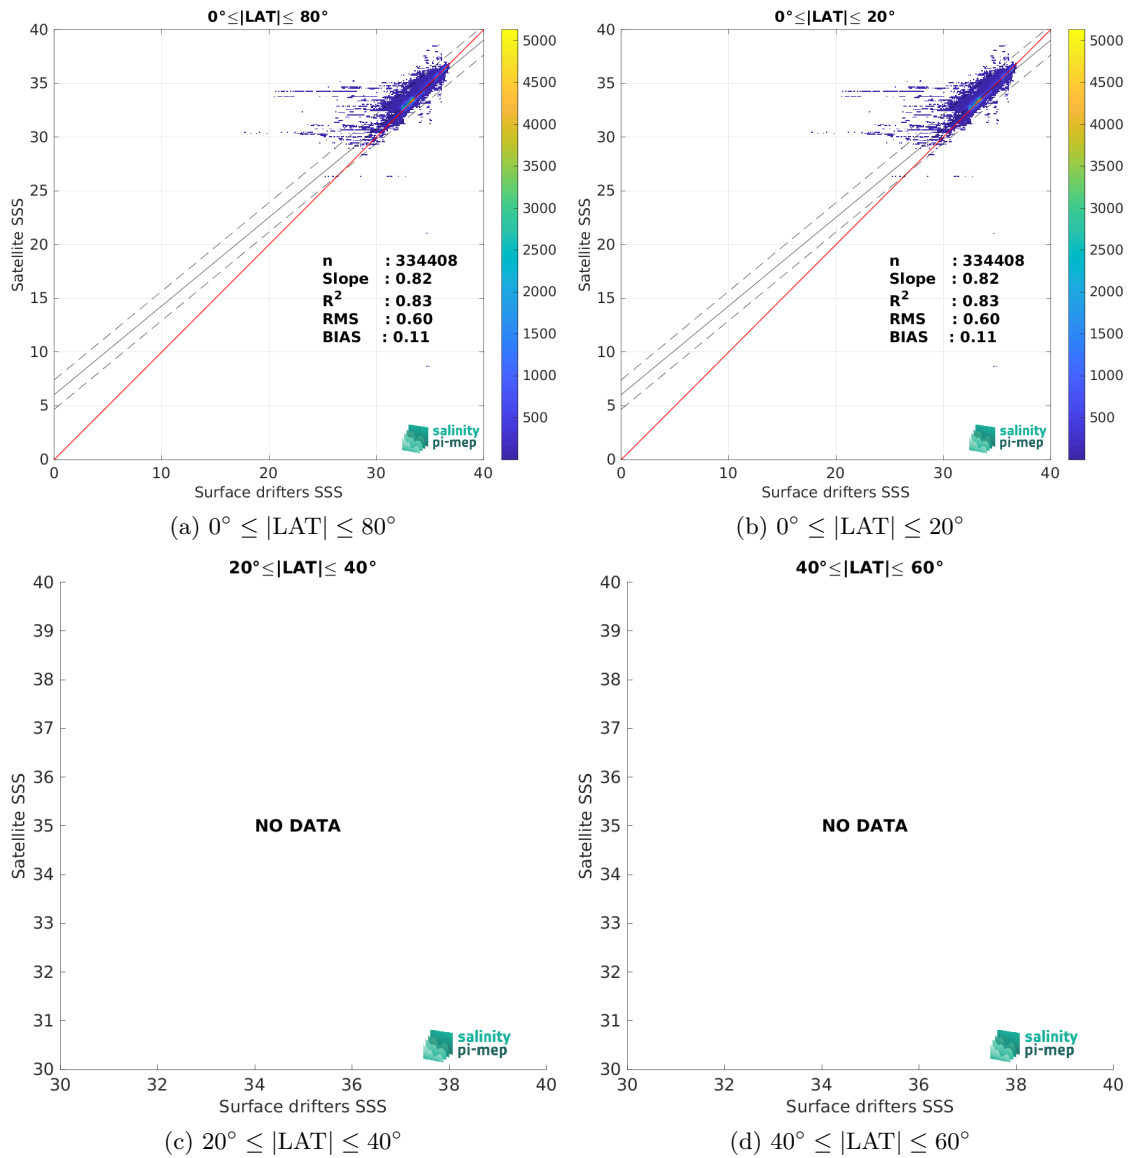 0°≤|LAT|≤ 80°
40
35
30
25
20
15
10
5
0
Satellite SSS
n : 334408
Slope : 0.82
R² : 0.83
RMS : 0.60
BIAS : 0.11
salinity
pi-mep
0 10 20 30 40
Surface drifters SSS
5000
4500
4000
3500
3000
2500
2000
1500
1000
500
(a) 0° ≤ |LAT| ≤ 80°
0°≤|LAT|≤ 20°
40
35
30
25
20
15
10
5
0
Satellite SSS
n : 334408
Slope : 0.82
R² : 0.83
RMS : 0.60
BIAS : 0.11
salinity
pi-mep
0 10 20 30 40
Surface drifters SSS
5000
4500
4000
3500
3000
2500
2000
1500
1000
500
(b) 0° ≤ |LAT| ≤ 20°
20°≤|LAT|≤ 40°
40
39
38
37
36
35
34
33
32
31
30
Satellite SSS
NO DATA
salinity
pi-mep
30 32 34 36 38 40
Surface drifters SSS
(c) 20° ≤ |LAT| ≤ 40°
40°≤|LAT|≤ 60°
40
39
38
37
36
35
34
33
32
31
30
Satellite SSS
NO DATA
salinity
pi-mep
30 32 34 36 38 40
Surface drifters SSS
(d) 40° ≤ |LAT| ≤ 60°